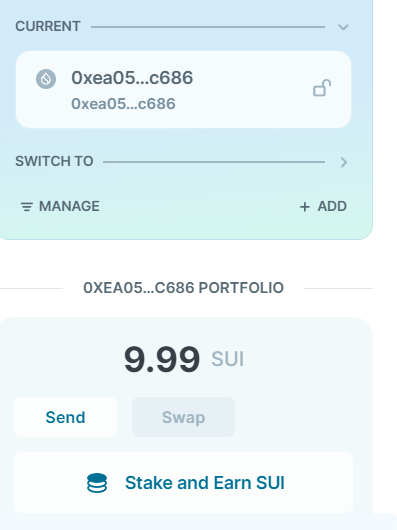 CURRENT
0xea05...c686
0xea05...c686
SWITCH TO
MANAGE
+ ADD
0XEA05...C686 PORTFOLIO
9.99 SUI
Send
Swap
Stake and Earn SUI